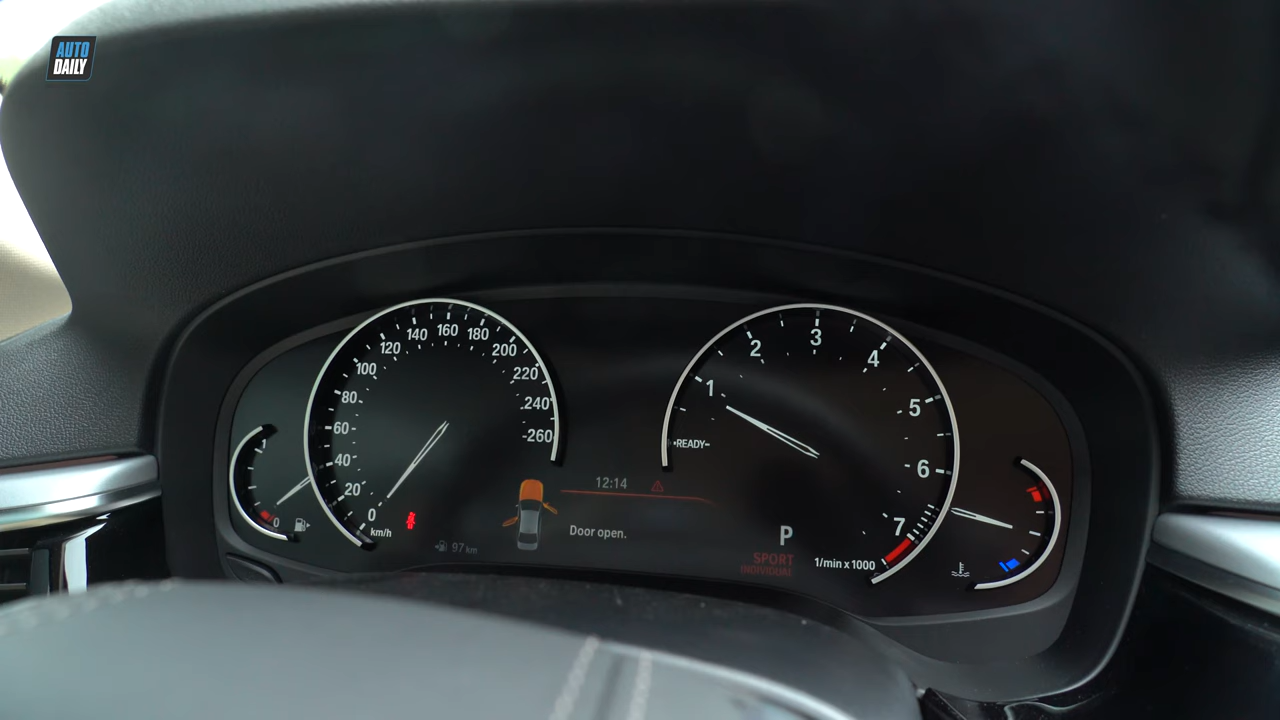 AUTO
DAILY
0
20
40
60
80
100
120
140
160
180
200
220
240
260
km/h
1
0
97 km
12:14
Door open.
P
SPORT
INDIVIDUAL
READY
1
2
3
4
5
6
7
1/min x 1000